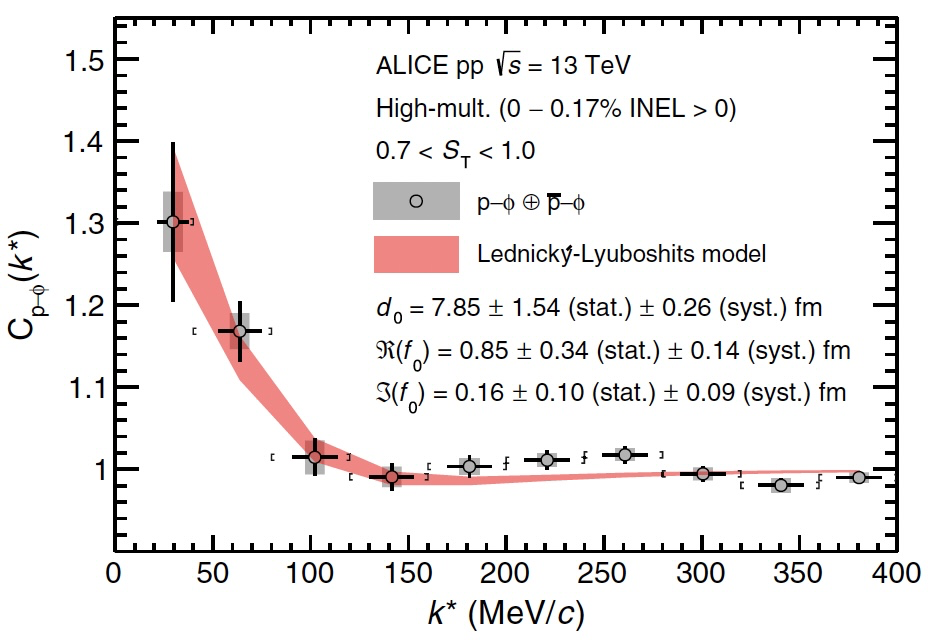 1.5
1.4
1.3
1.2
1.1
1
C_{p–ϕ}(k*)
ALICE pp √s = 13 TeV
High-mult. (0 – 0.17% INEL > 0)
0.7 < S_T < 1.0
p–ϕ ⊕ p̅–ϕ
Lednický-Lyuboshits model
d_0 = 7.85 ± 1.54 (stat.) ± 0.26 (syst.) fm
ℜ(f_0) = 0.85 ± 0.34 (stat.) ± 0.14 (syst.) fm
ℑ(f_0) = 0.16 ± 0.10 (stat.) ± 0.09 (syst.) fm
0 50 100 150 200 250 300 350 400
k* (MeV/c)